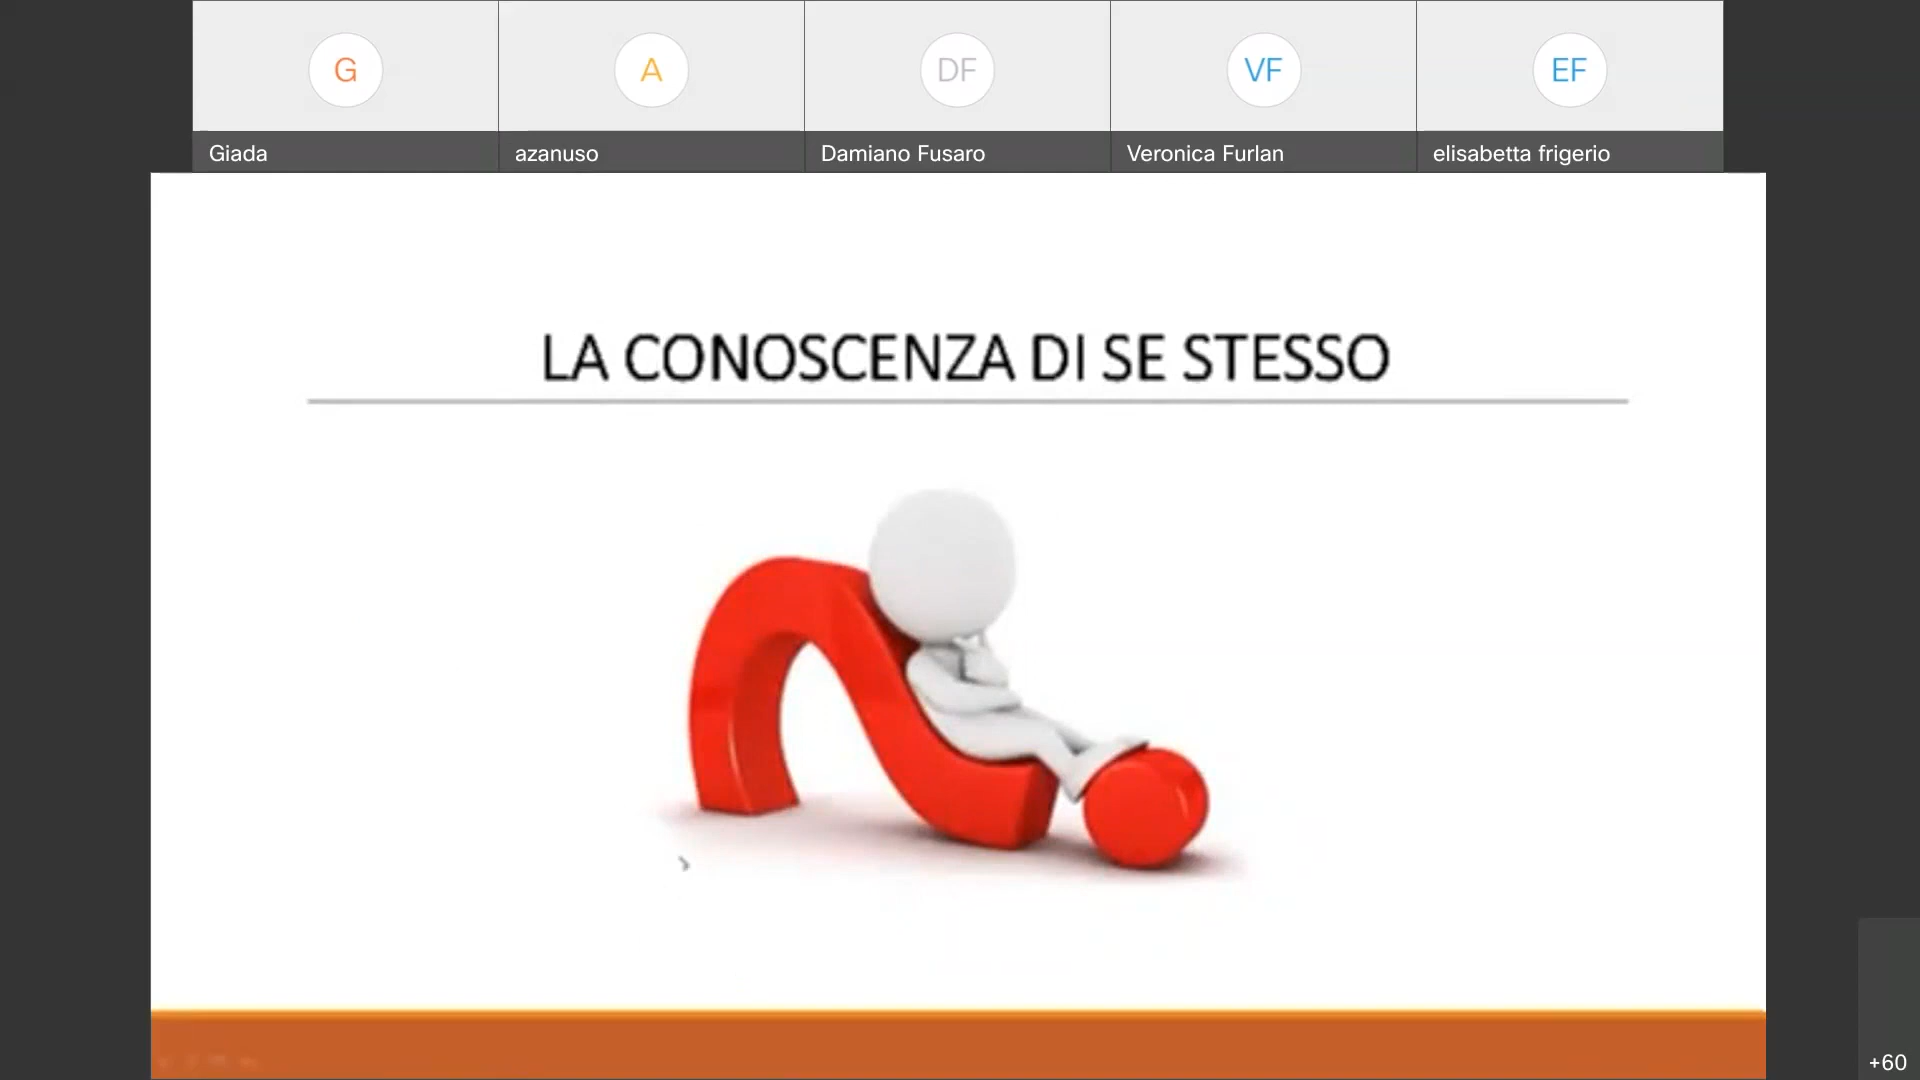 G
A
DF
VF
EF
Giada
azanuso
Damiano Fusaro
Veronica Furlan
elisabetta frigerio
LA CONOSCENZA DI SE STESSO
+60